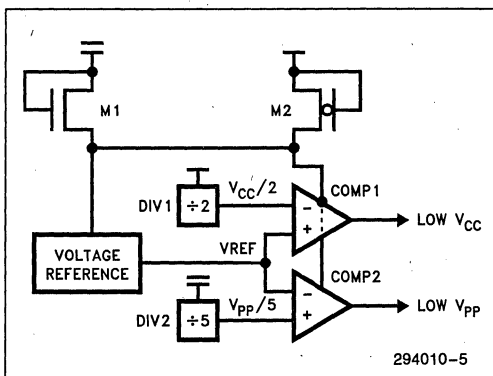 M1
M2
COMP1
V_CC/2
DIV1 ÷2
-
+
LOW V_CC
VOLTAGE
REFERENCE
VREF
COMP2
V_PP/5
DIV2 ÷5
-
+
LOW V_PP
294010-5